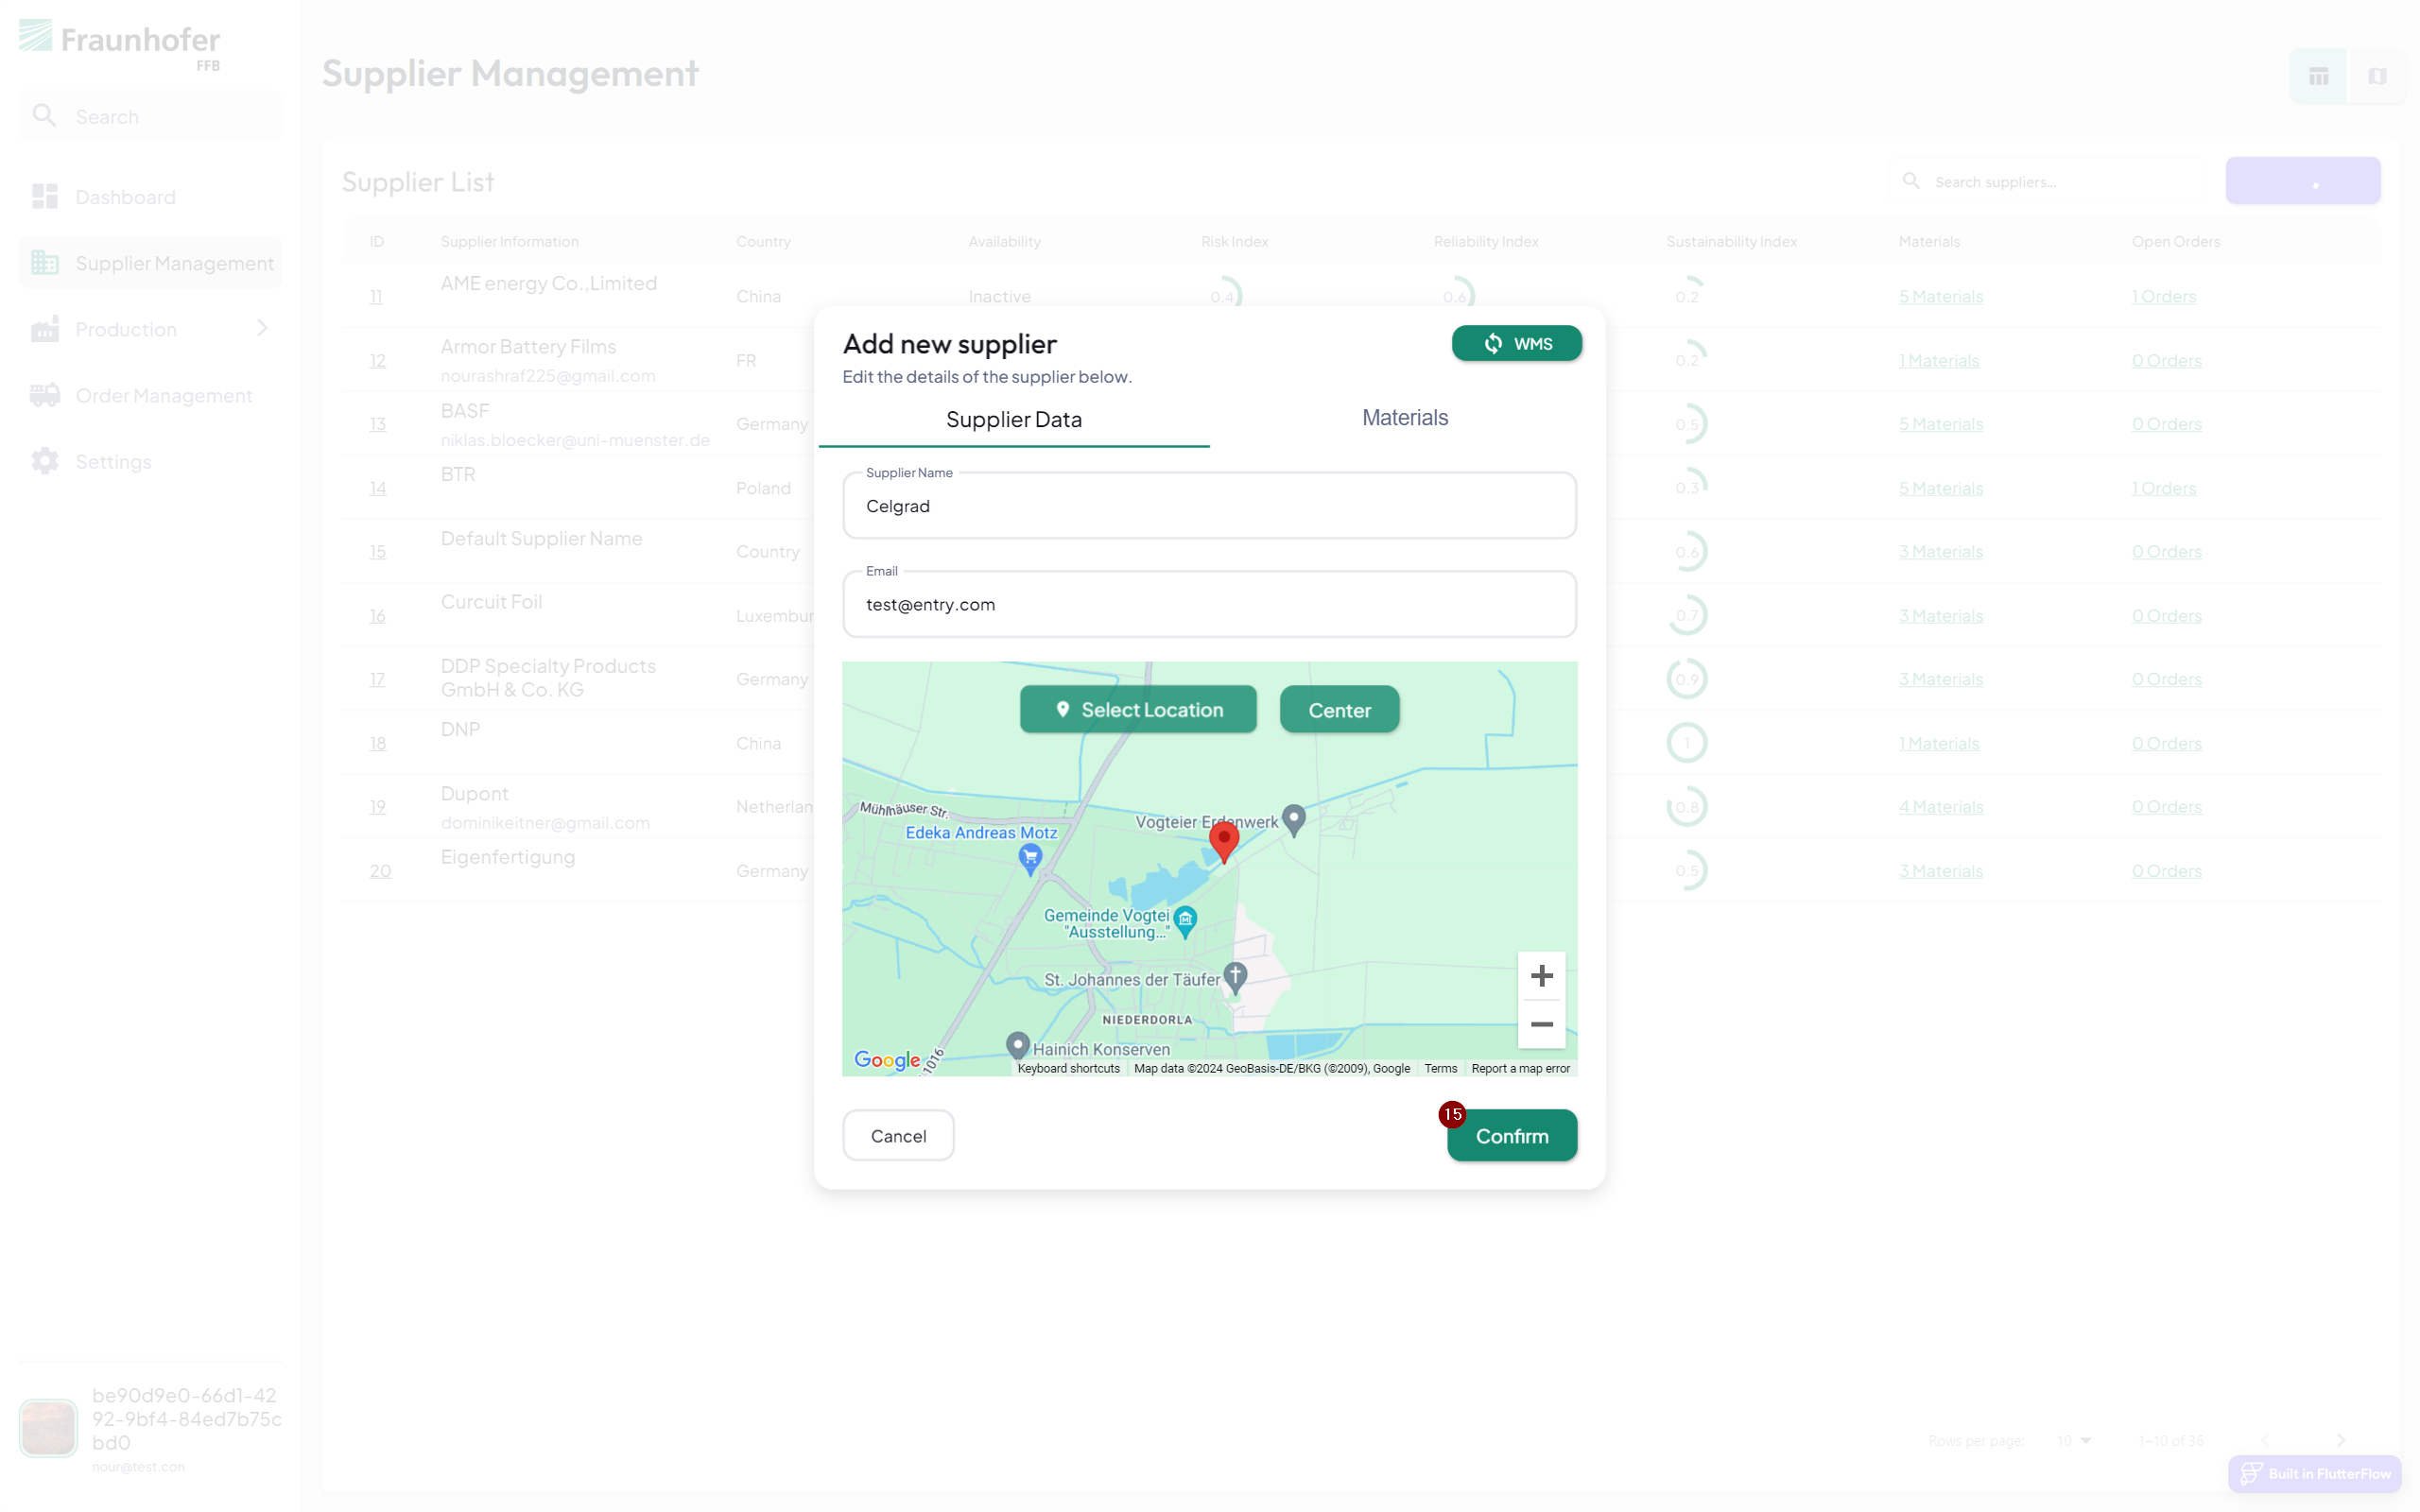 Fraunhofer
FFB
Search
Dashboard
Supplier Management
Production
Order Management
Settings
be90d9e0-66d1-42
92-9bf4-84ed7b75c
bd0
nour@test.con
Supplier Management
Supplier List
Search suppliers...
ID Supplier Information Country Availability Risk Index Reliability Index Sustainability Index Materials Open Orders
11 AME energy Co.,Limited China Inactive 0.4 0.6 0.2 5 Materials 1 Orders
12 Armor Battery Films FR 0.2 1 Materials 0 Orders
nourashraf225@gmail.com
13 BASF Germany 0.5 5 Materials 0 Orders
niklas.bloecker@uni-muenster.de
14 BTR Poland 0.3 5 Materials 1 Orders
15 Default Supplier Name Country 0.6 3 Materials 0 Orders
16 Curcuit Foil Luxembur 0.7 3 Materials 0 Orders
17 DDP Specialty Products
GmbH & Co. KG Germany 0.9 3 Materials 0 Orders
18 DNP China 1 1 Materials 0 Orders
19 Dupont Netherlan 0.8 4 Materials 0 Orders
dominikeitner@gmail.com
20 Eigenfertigung Germany 0.5 3 Materials 0 Orders
Rows per page: 10 1–10 of 36
Built in FlutterFlow
Add new supplier
WMS
Edit the details of the supplier below.
Supplier Data Materials
Supplier Name
Celgrad
Email
test@entry.com
Select Location Center
Mühlhäuser Str.
Vogteier Erdenwerk
Edeka Andreas Motz
Gemeinde Vogtei
"Ausstellung..."
St. Johannes der Täufer
NIEDERDORLA
Hainich Konserven
1016
Google
Keyboard shortcuts Map data ©2024 GeoBasis-DE/BKG (©2009), Google Terms Report a map error
15
Cancel Confirm